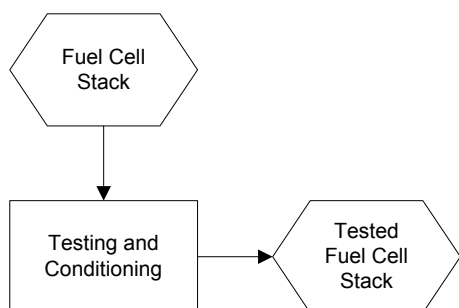 Fuel Cell
Stack
Testing and
Conditioning
Tested
Fuel Cell
Stack